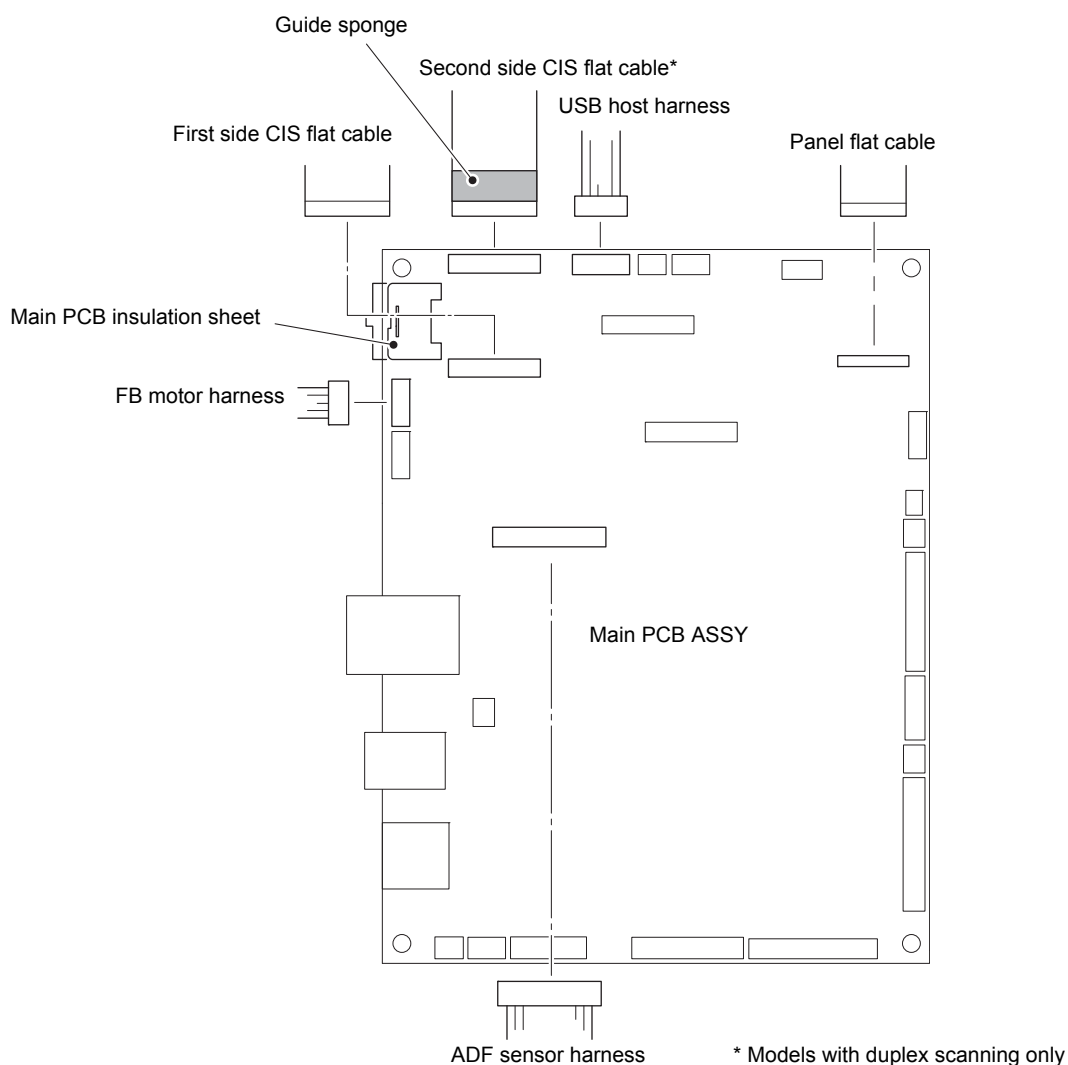 Guide sponge
Second side CIS flat cable*
USB host harness
First side CIS flat cable
Panel flat cable
Main PCB insulation sheet
FB motor harness
Main PCB ASSY
ADF sensor harness
* Models with duplex scanning only